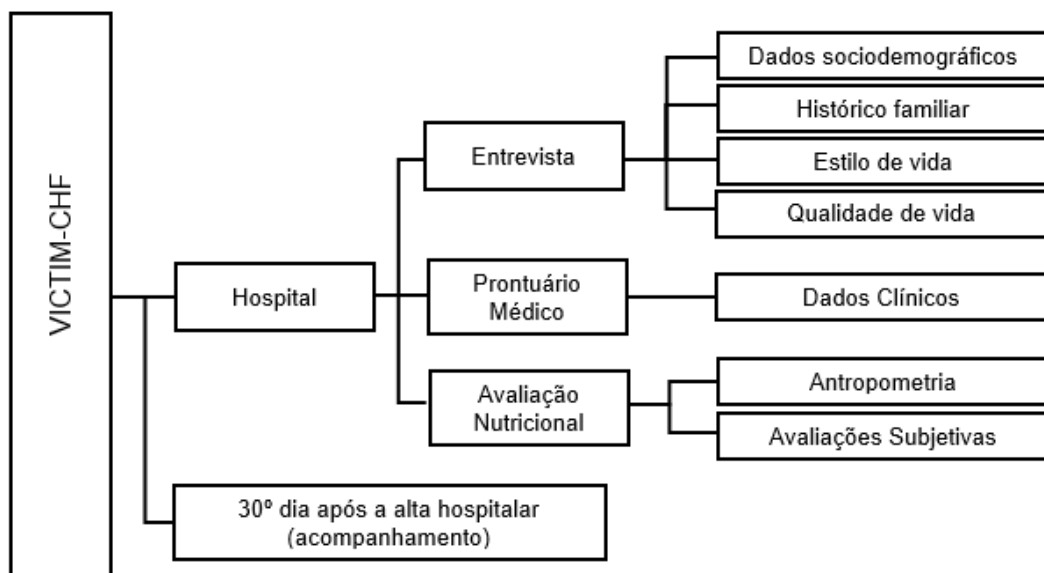 VICTIM-CHF
Hospital
Entrevista
Dados sociodemográficos
Histórico familiar
Estilo de vida
Qualidade de vida
Prontuário
Médico
Dados Clínicos
Avaliação
Nutricional
Antropometria
Avaliações Subjetivas
30º dia após a alta hospitalar
(acompanhamento)